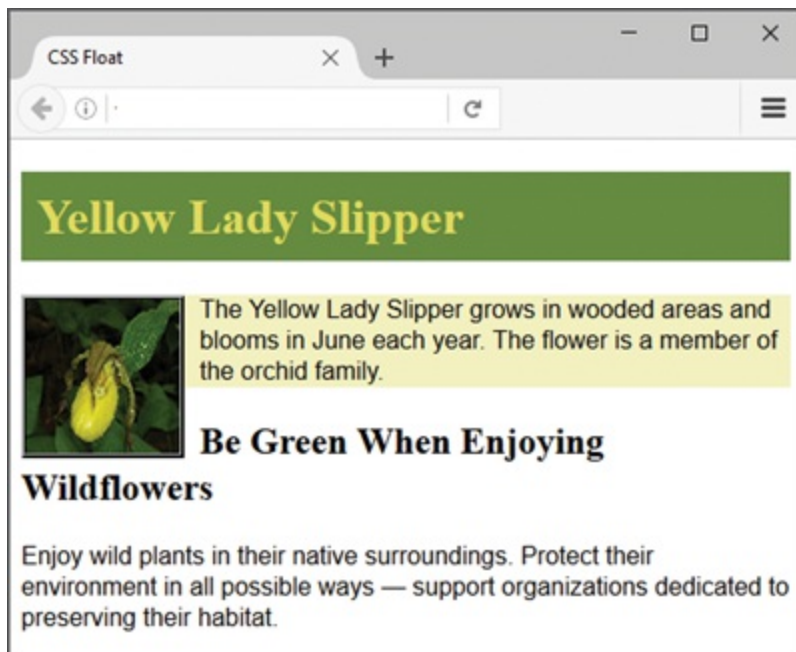 CSS Float
Yellow Lady Slipper
The Yellow Lady Slipper grows in wooded areas and
blooms in June each year. The flower is a member of
the orchid family.
Be Green When Enjoying
Wildflowers
Enjoy wild plants in their native surroundings. Protect their
environment in all possible ways — support organizations dedicated to
preserving their habitat.